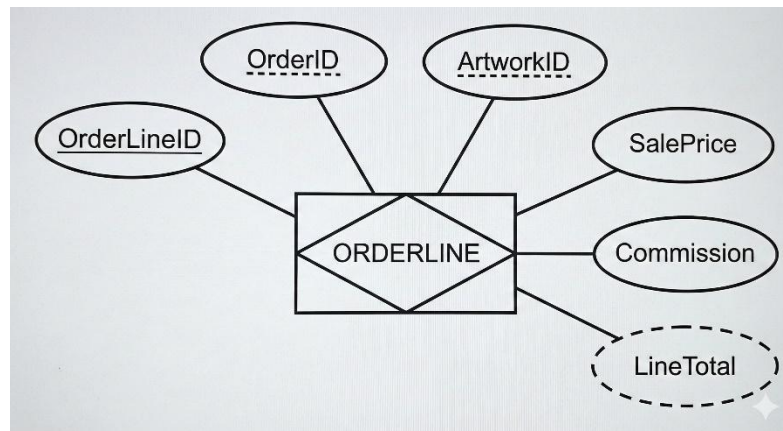 OrderID
ArtworkID
OrderLineID
SalePrice
ORDERLINE
Commission
LineTotal